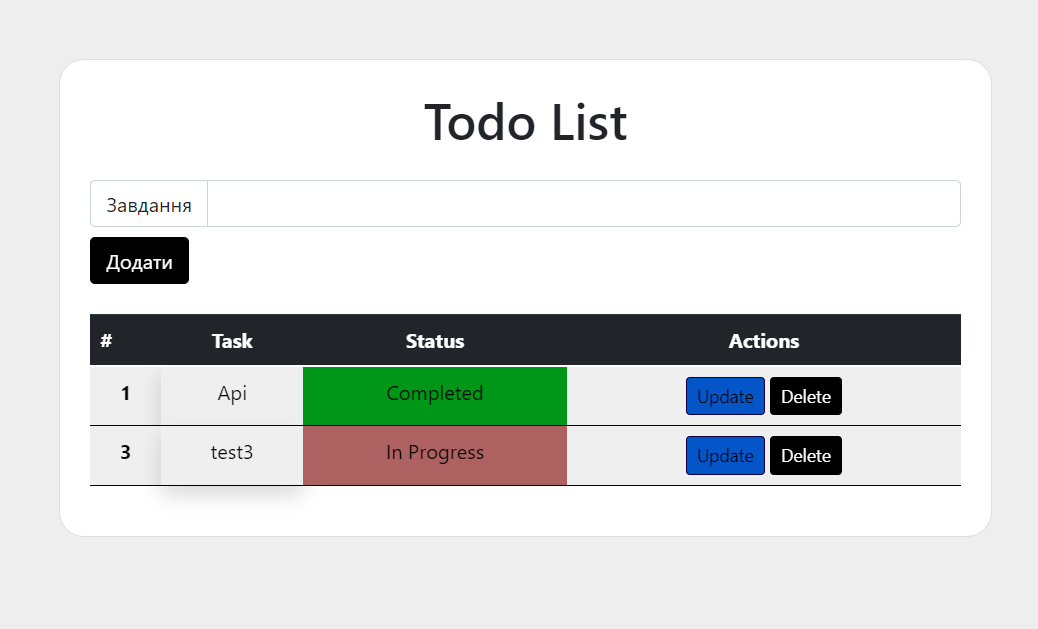 Todo List
Завдання
Додати
# Task Status Actions
1 Api Completed Update Delete
3 test3 In Progress Update Delete